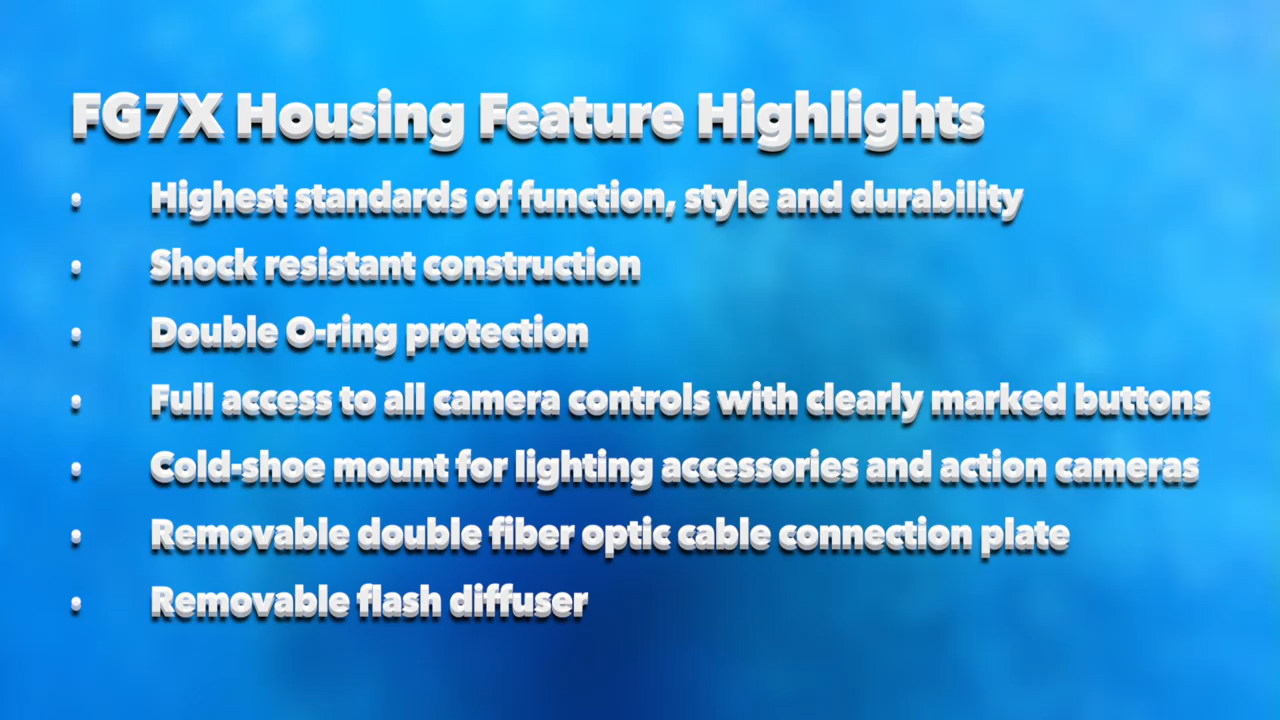 FG7X Housing Feature Highlights
• Highest standards of function, style and durability
• Shock resistant construction
• Double O-ring protection
• Full access to all camera controls with clearly marked buttons
• Cold-shoe mount for lighting accessories and action cameras
• Removable double fiber optic cable connection plate
• Removable flash diffuser